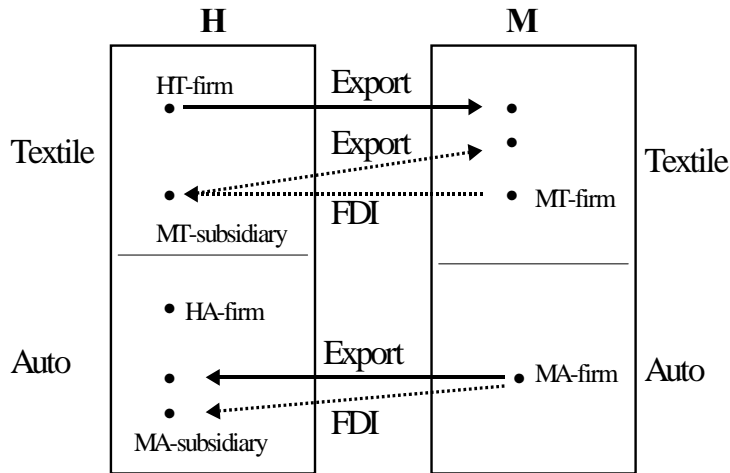 H
M
HT-firm
Export
Textile
Export
Textile
FDI
MT-firm
MT-subsidiary
HA-firm
Auto
Export
MA-firm
Auto
FDI
MA-subsidiary